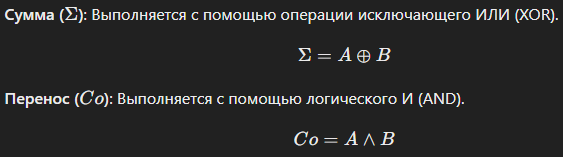 Сумма (Σ): Выполняется с помощью операции исключающего ИЛИ (XOR).
Σ = A ⊕ B
Перенос (Co): Выполняется с помощью логического И (AND).
Co = A ∧ B